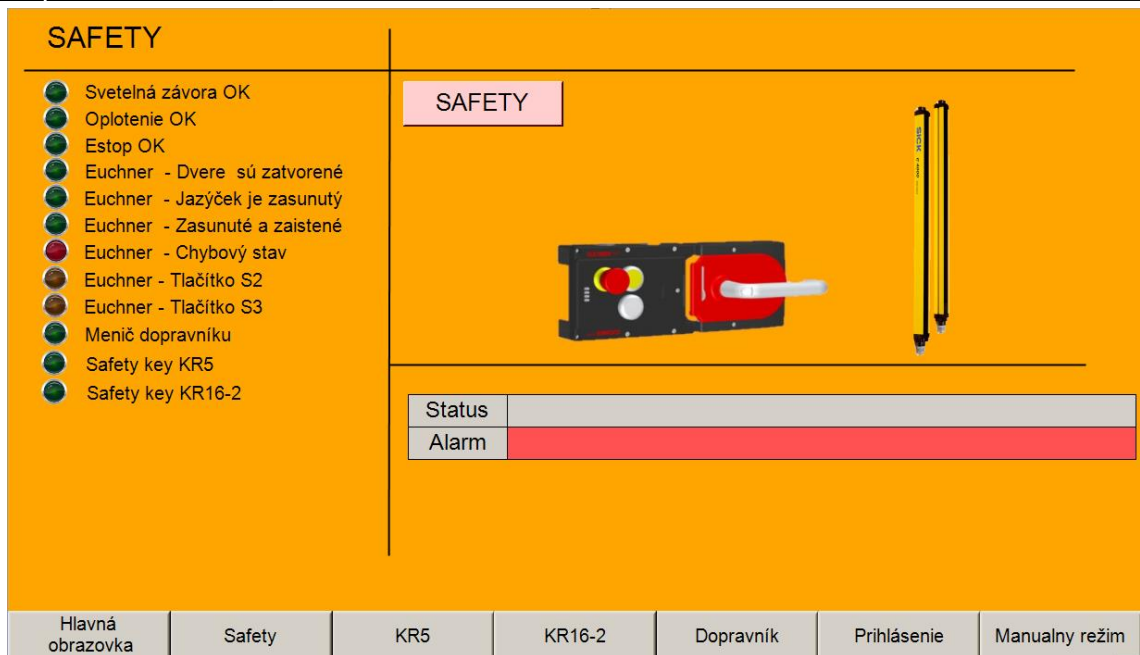 SAFETY
Svetelná závora OK
Oplotenie OK
Estop OK
Euchner - Dvere sú zatvorené
Euchner - Jazýček je zasunutý
Euchner - Zasunuté a zaistené
Euchner - Chybový stav
Euchner - Tlačítko S2
Euchner - Tlačítko S3
Menič dopravníku
Safety key KR5
Safety key KR16-2
SAFETY
SICK
Status
Alarm
Hlavná
obrazovka
Safety
KR5
KR16-2
Dopravník
Prihlásenie
Manualny režim